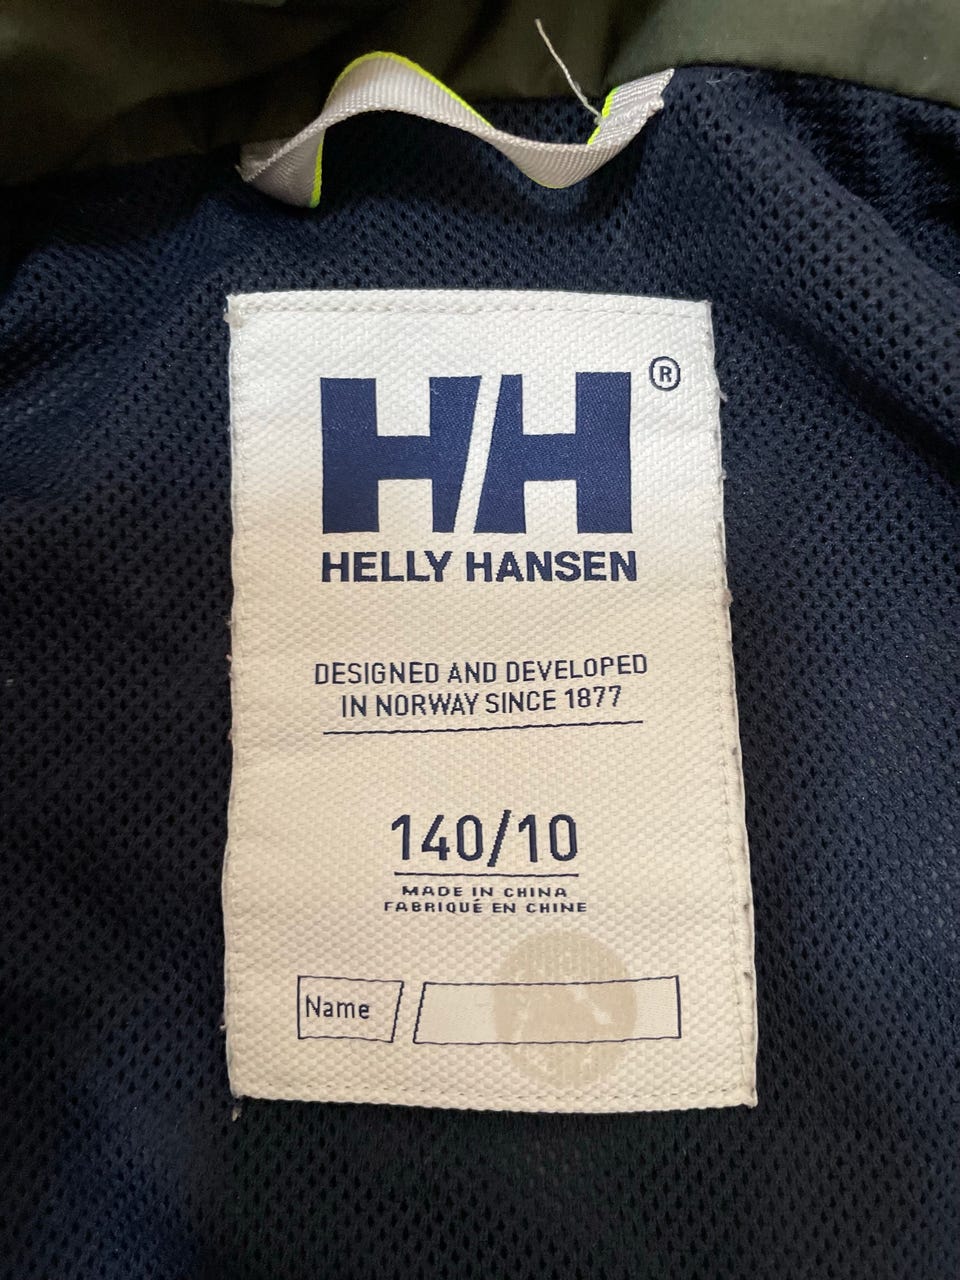 HH®
HELLY HANSEN
DESIGNED AND DEVELOPED
IN NORWAY SINCE 1877
140/10
MADE IN CHINA
FABRIQUÉ EN CHINE
Name